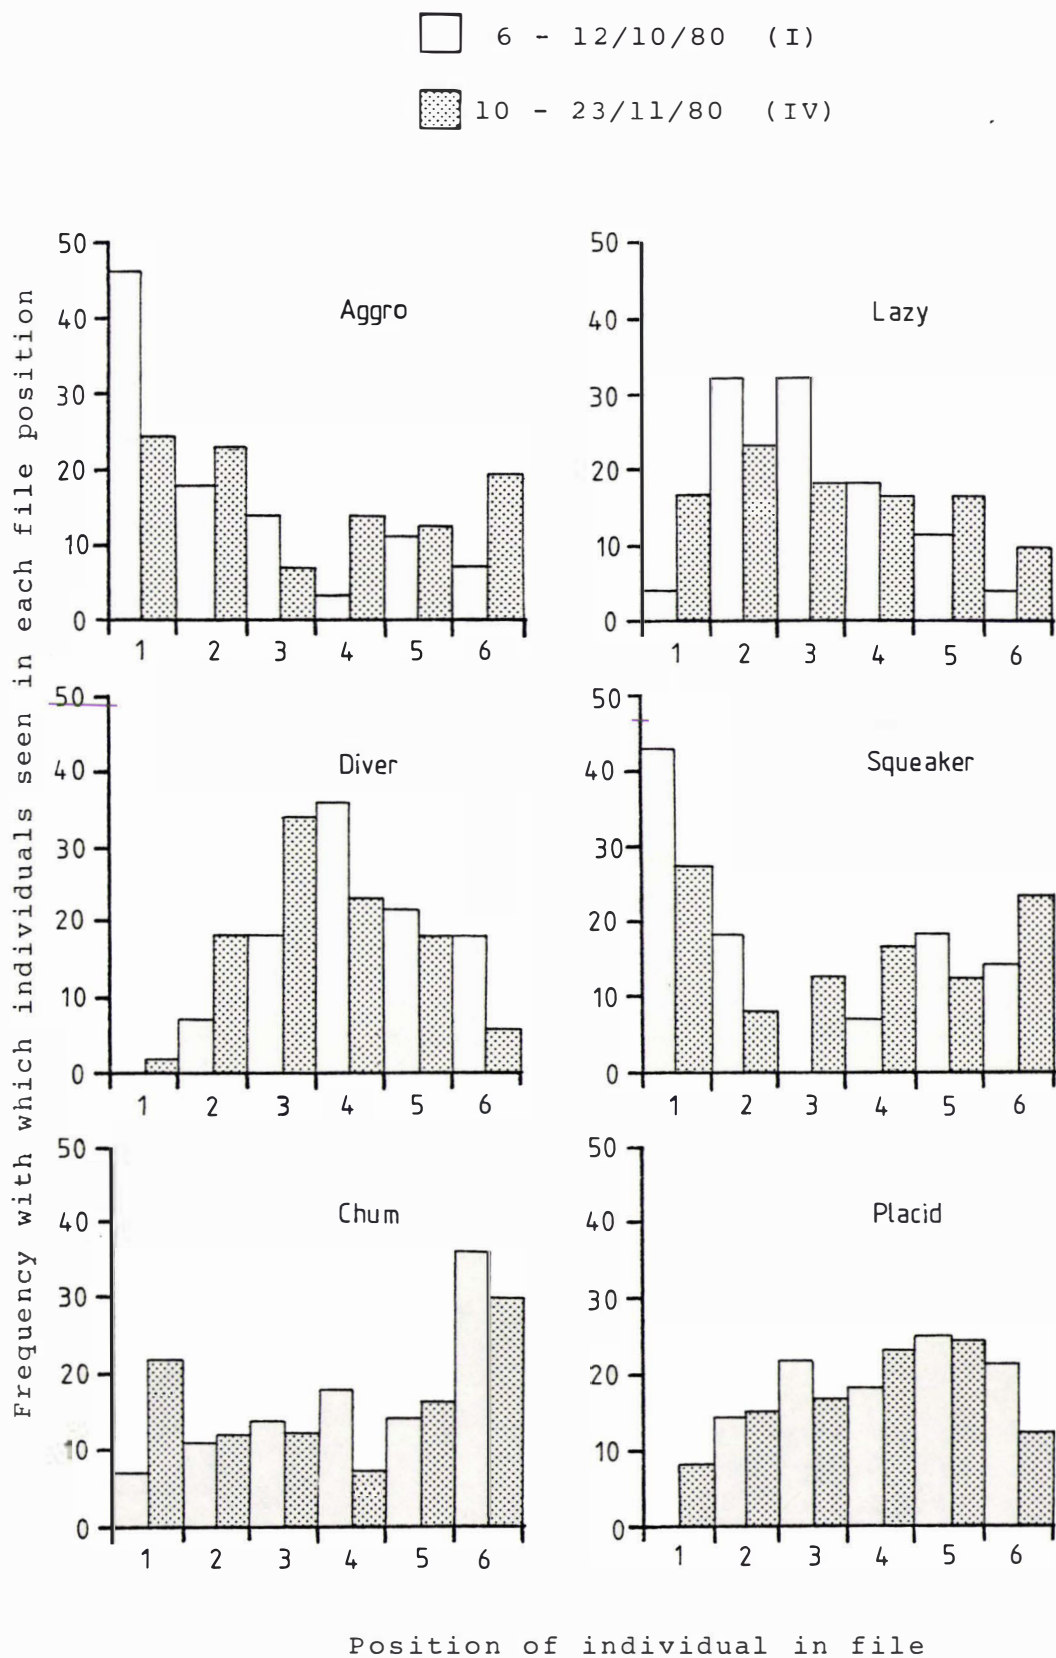 6 - 12/10/80 (I)
10 - 23/11/80 (IV)
Frequency with which individuals seen in each file position
Aggro
50
40
30
20
10
0
1 2 3 4 5 6
Lazy
50
40
30
20
10
0
1 2 3 4 5 6
Diver
50
40
30
20
10
0
1 2 3 4 5 6
Squeaker
50
40
30
20
10
0
1 2 3 4 5 6
Chum
50
40
30
20
10
0
1 2 3 4 5 6
Placid
50
40
30
20
10
0
1 2 3 4 5 6
Position of individual in file